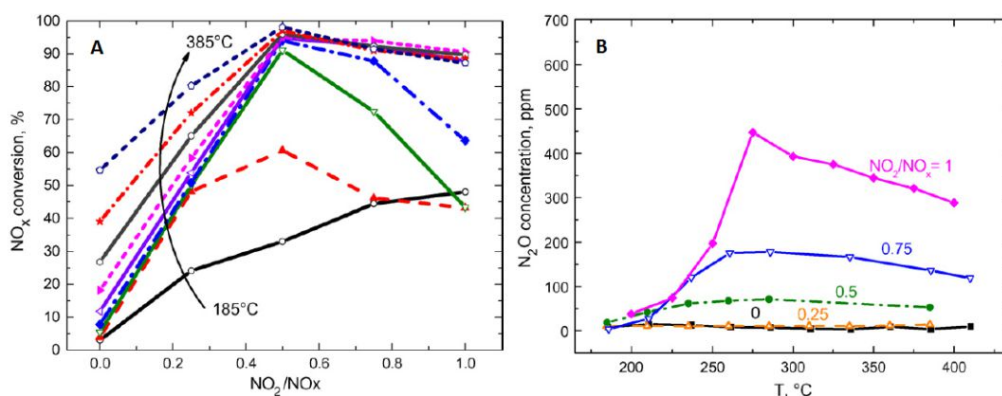 A
385°C
185°C
NOx conversion, %
100
90
80
70
60
50
40
30
20
10
0
0.0 0.2 0.4 0.6 0.8 1.0
NO2/NOx
B
N2O concentration, ppm
700
600
500
400
300
200
100
0
NO2/NOx= 1
0.75
0.5
0
0.25
200 250 300 350 400
T, °C